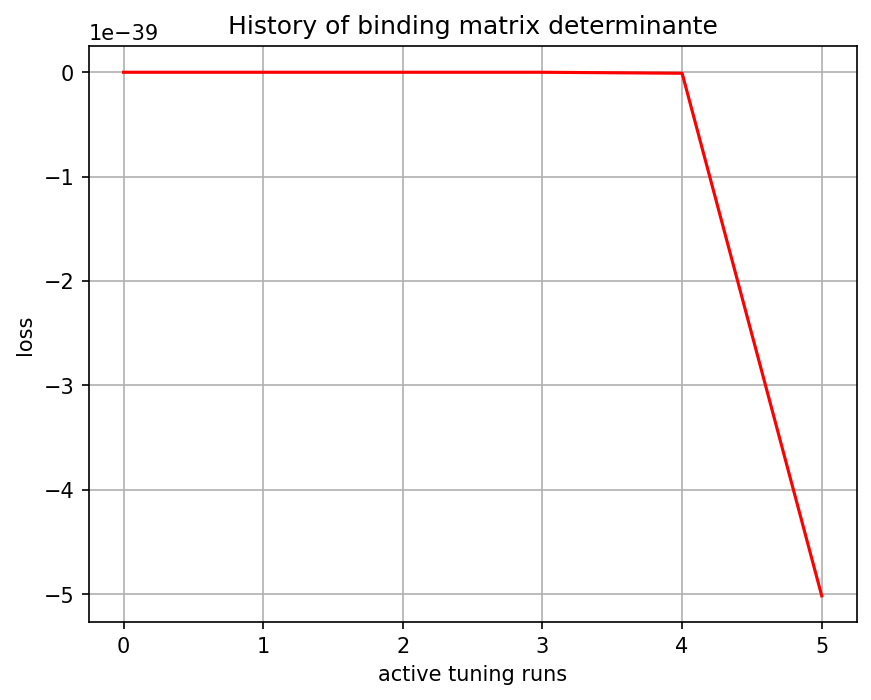 History of binding matrix determinante
1e−39
0
−1
−2
−3
−4
−5
loss
0 1 2 3 4 5
active tuning runs